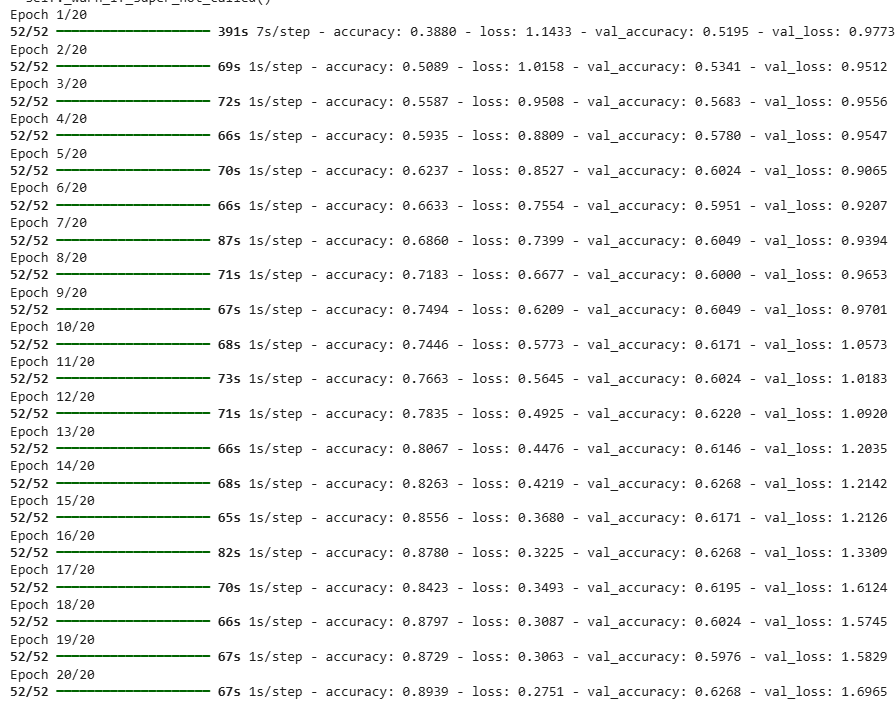 self._warn_if_super_not_called()
Epoch 1/20
52/52 ━━━━━━━━━━━━━━━━━━━━ 391s 7s/step - accuracy: 0.3880 - loss: 1.1433 - val_accuracy: 0.5195 - val_loss: 0.9773
Epoch 2/20
52/52 ━━━━━━━━━━━━━━━━━━━━ 69s 1s/step - accuracy: 0.5089 - loss: 1.0158 - val_accuracy: 0.5341 - val_loss: 0.9512
Epoch 3/20
52/52 ━━━━━━━━━━━━━━━━━━━━ 72s 1s/step - accuracy: 0.5587 - loss: 0.9508 - val_accuracy: 0.5683 - val_loss: 0.9556
Epoch 4/20
52/52 ━━━━━━━━━━━━━━━━━━━━ 66s 1s/step - accuracy: 0.5935 - loss: 0.8809 - val_accuracy: 0.5780 - val_loss: 0.9547
Epoch 5/20
52/52 ━━━━━━━━━━━━━━━━━━━━ 70s 1s/step - accuracy: 0.6237 - loss: 0.8527 - val_accuracy: 0.6024 - val_loss: 0.9065
Epoch 6/20
52/52 ━━━━━━━━━━━━━━━━━━━━ 66s 1s/step - accuracy: 0.6633 - loss: 0.7554 - val_accuracy: 0.5951 - val_loss: 0.9207
Epoch 7/20
52/52 ━━━━━━━━━━━━━━━━━━━━ 87s 1s/step - accuracy: 0.6860 - loss: 0.7399 - val_accuracy: 0.6049 - val_loss: 0.9394
Epoch 8/20
52/52 ━━━━━━━━━━━━━━━━━━━━ 71s 1s/step - accuracy: 0.7183 - loss: 0.6677 - val_accuracy: 0.6000 - val_loss: 0.9653
Epoch 9/20
52/52 ━━━━━━━━━━━━━━━━━━━━ 67s 1s/step - accuracy: 0.7494 - loss: 0.6209 - val_accuracy: 0.6049 - val_loss: 0.9701
Epoch 10/20
52/52 ━━━━━━━━━━━━━━━━━━━━ 68s 1s/step - accuracy: 0.7446 - loss: 0.5773 - val_accuracy: 0.6171 - val_loss: 1.0573
Epoch 11/20
52/52 ━━━━━━━━━━━━━━━━━━━━ 73s 1s/step - accuracy: 0.7663 - loss: 0.5645 - val_accuracy: 0.6024 - val_loss: 1.0183
Epoch 12/20
52/52 ━━━━━━━━━━━━━━━━━━━━ 71s 1s/step - accuracy: 0.7835 - loss: 0.4925 - val_accuracy: 0.6220 - val_loss: 1.0920
Epoch 13/20
52/52 ━━━━━━━━━━━━━━━━━━━━ 66s 1s/step - accuracy: 0.8067 - loss: 0.4476 - val_accuracy: 0.6146 - val_loss: 1.2035
Epoch 14/20
52/52 ━━━━━━━━━━━━━━━━━━━━ 68s 1s/step - accuracy: 0.8263 - loss: 0.4219 - val_accuracy: 0.6268 - val_loss: 1.2142
Epoch 15/20
52/52 ━━━━━━━━━━━━━━━━━━━━ 65s 1s/step - accuracy: 0.8556 - loss: 0.3680 - val_accuracy: 0.6171 - val_loss: 1.2126
Epoch 16/20
52/52 ━━━━━━━━━━━━━━━━━━━━ 82s 1s/step - accuracy: 0.8780 - loss: 0.3225 - val_accuracy: 0.6268 - val_loss: 1.3309
Epoch 17/20
52/52 ━━━━━━━━━━━━━━━━━━━━ 70s 1s/step - accuracy: 0.8423 - loss: 0.3493 - val_accuracy: 0.6195 - val_loss: 1.6124
Epoch 18/20
52/52 ━━━━━━━━━━━━━━━━━━━━ 66s 1s/step - accuracy: 0.8797 - loss: 0.3087 - val_accuracy: 0.6024 - val_loss: 1.5745
Epoch 19/20
52/52 ━━━━━━━━━━━━━━━━━━━━ 67s 1s/step - accuracy: 0.8729 - loss: 0.3063 - val_accuracy: 0.5976 - val_loss: 1.5829
Epoch 20/20
52/52 ━━━━━━━━━━━━━━━━━━━━ 67s 1s/step - accuracy: 0.8939 - loss: 0.2751 - val_accuracy: 0.6268 - val_loss: 1.6965